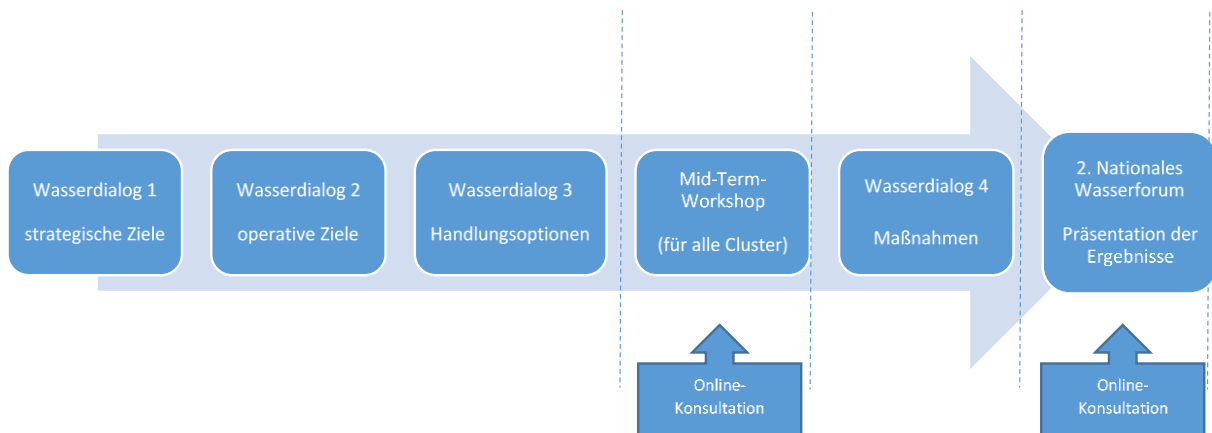 Wasserdialog 1
strategische Ziele
Wasserdialog 2
operative Ziele
Wasserdialog 3
Handlungsoptionen
Mid-Term-
Workshop
(für alle Cluster)
Wasserdialog 4
Maßnahmen
2. Nationales
Wasserforum
Präsentation der
Ergebnisse
Online-
Konsultation
Online-
Konsultation